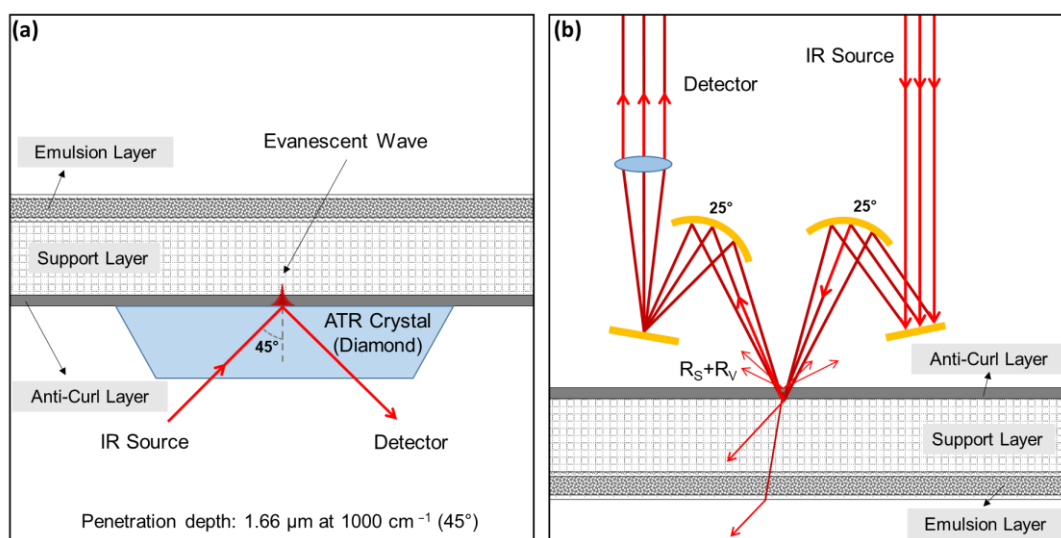 (a)
Emulsion Layer
Evanescent Wave
Support Layer
ATR Crystal
(Diamond)
45°
Anti-Curl Layer
IR Source
Detector
Penetration depth: 1.66 μm at 1000 cm ⁻¹ (45°)
(b)
IR Source
Detector
25°
25°
R_S+R_V
Anti-Curl Layer
Support Layer
Emulsion Layer